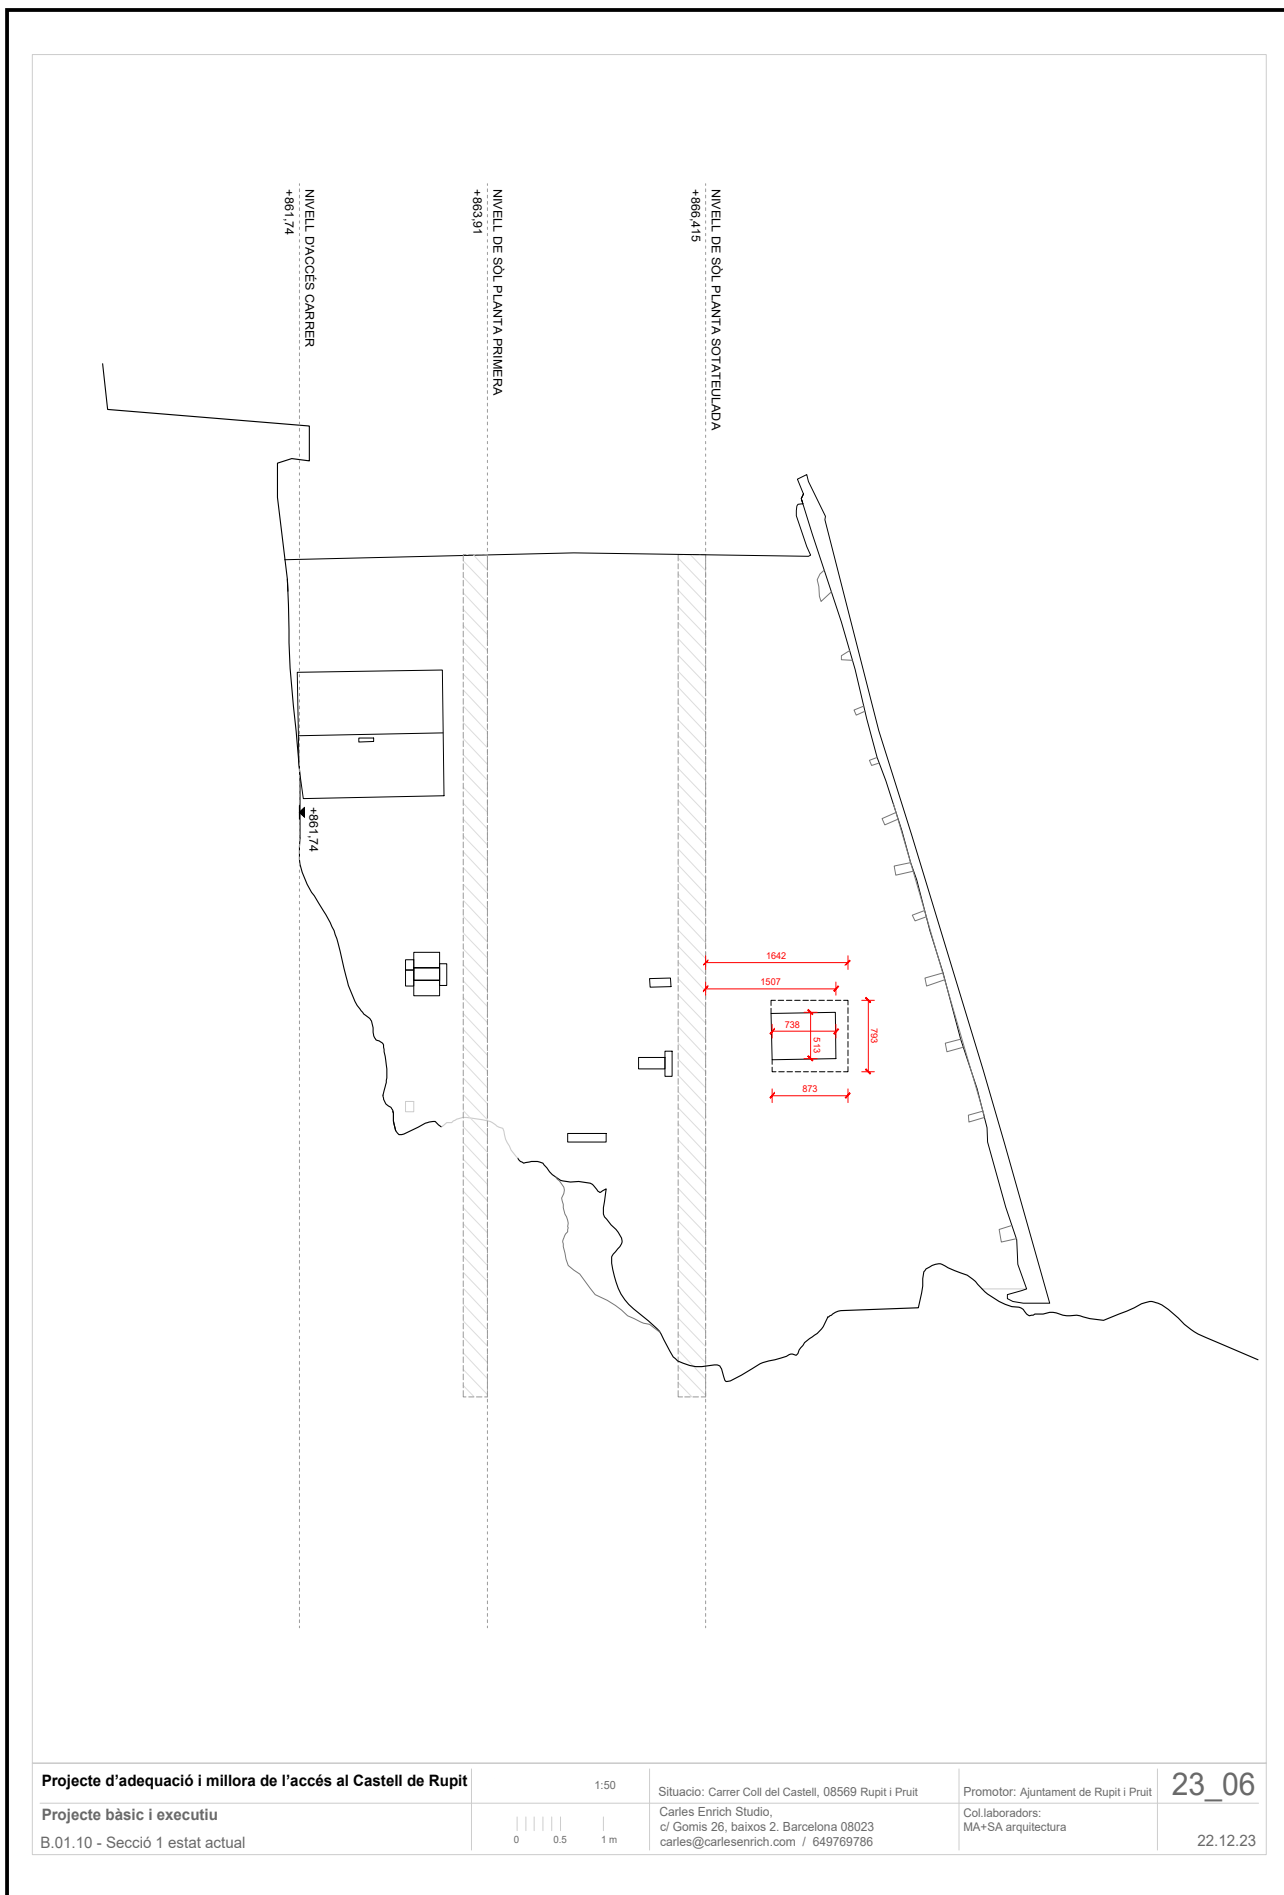 NIVELL D'ACCÉS CARRER
+861,74
NIVELL DE SÒL PLANTA PRIMERA
+863,91
NIVELL DE SÒL PLANTA SOTATEULADA
+866,415
+861,74
1642
1507
738
513
793
873
Projecte d'adequació i millora de l'accés al Castell de Rupit
Projecte bàsic i executiu
B.01.10 - Secció 1 estat actual
1:50
0 0.5 1 m
Situacio: Carrer Coll del Castell, 08569 Rupit i Pruit
Carles Enrich Studio,
c/ Gomis 26, baixos 2. Barcelona 08023
carles@carlesenrich.com / 649769786
Promotor: Ajuntament de Rupit i Pruit
Col.laboradors:
MA+SA arquitectura
23_06
22.12.23